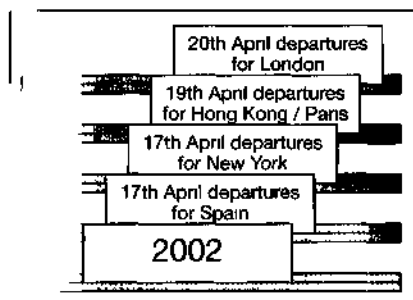 20th April departures
for London
19th April departures
for Hong Kong / Paris
17th April departures
for New York
17th April departures
for Spain
2002